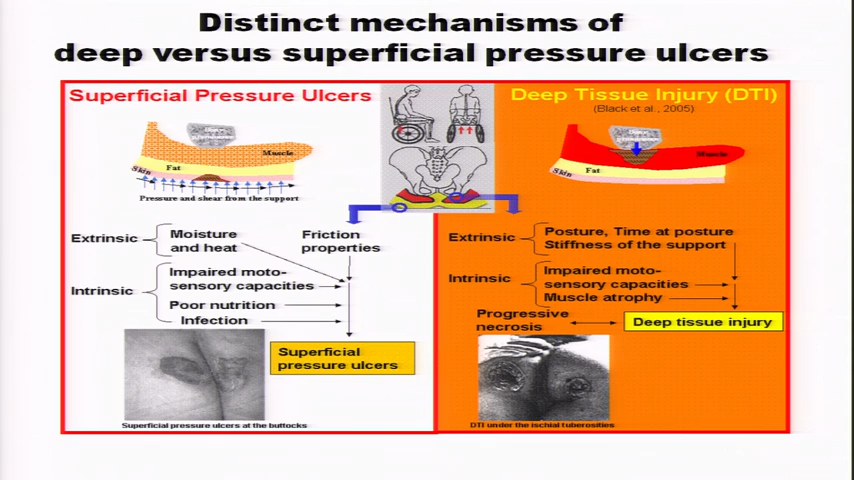 Distinct mechanisms of
deep versus superficial pressure ulcers
Superficial Pressure Ulcers
Muscle
Fat
Skin
Pressure and shear from the support
Extrinsic
Moisture
and heat
Friction
properties
Intrinsic
Impaired moto-
sensory capacities
Poor nutrition
Infection
Superficial
pressure ulcers
Superficial pressure ulcers at the buttocks
Deep Tissue Injury (DTI)
(Black et al., 2005)
Muscle
Fat
Skin
Extrinsic
Posture, Time at posture
Stiffness of the support
Intrinsic
Impaired moto-
sensory capacities
Muscle atrophy
Progressive
necrosis
Deep tissue injury
DTI under the ischial tuberosities